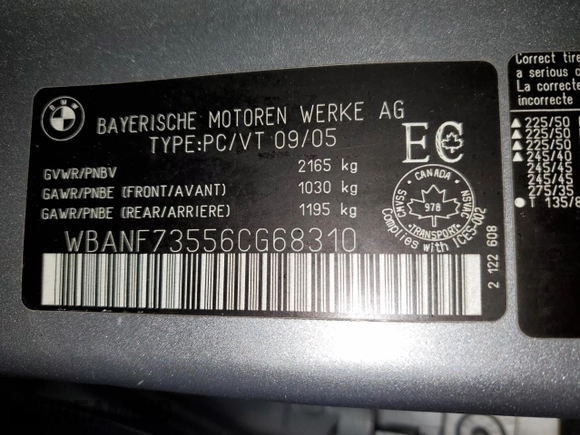 BMW
BAYERISCHE MOTOREN WERKE AG
TYPE:PC/VT 09/05
EC
GVWR/PNBV 2165 kg
GAWR/PNBE (FRONT/AVANT) 1030 kg
GAWR/PNBE (REAR/ARRIERE) 1195 kg
CANADA
978
TRANSPORT
CMVSS
NSVAC
Complies with ICES-002
WBANF73556CG68310
2 122 608
Correct tire
a serious c
La correcte
incorrecte
225/50
225/50
225/50
245/40
245/4
245/45
275/35
T 135/8